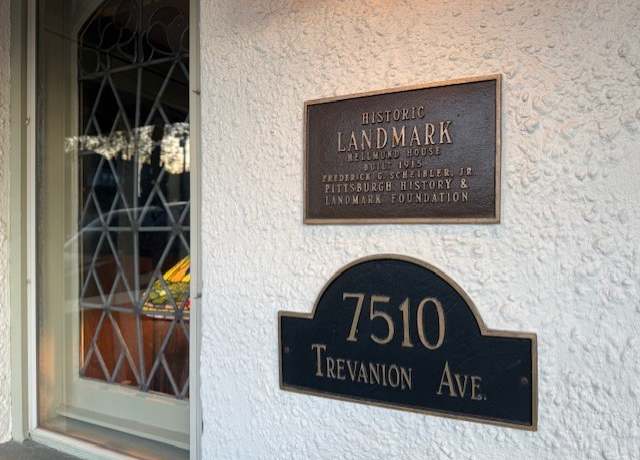 HISTORIC
LANDMARK
HELLMUND HOUSE
BUILT 1915
FREDERICK G. SCHEIBLER, JR.
PITTSBURGH HISTORY &
LANDMARK FOUNDATION
7510
TREVANION AVE.